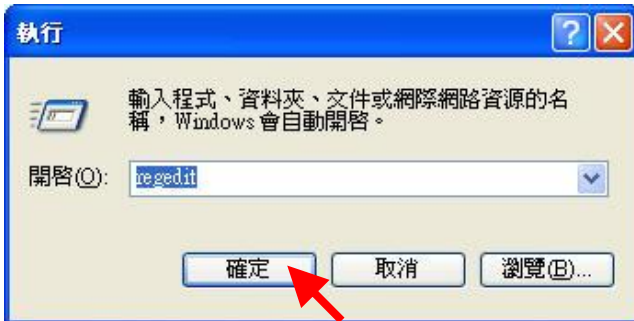 執行
輸入程式、資料夾、文件或網際網路資源的名
稱，Windows 會自動開啟。
開啟(O):
regedit
確定
取消
瀏覽(B)...